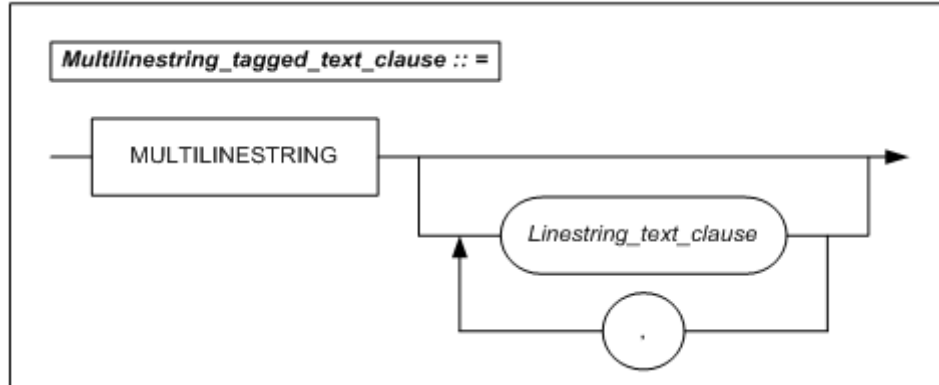 Multilinestring_tagged_text_clause :: =
MULTILINESTRING
Linestring_text_clause
,